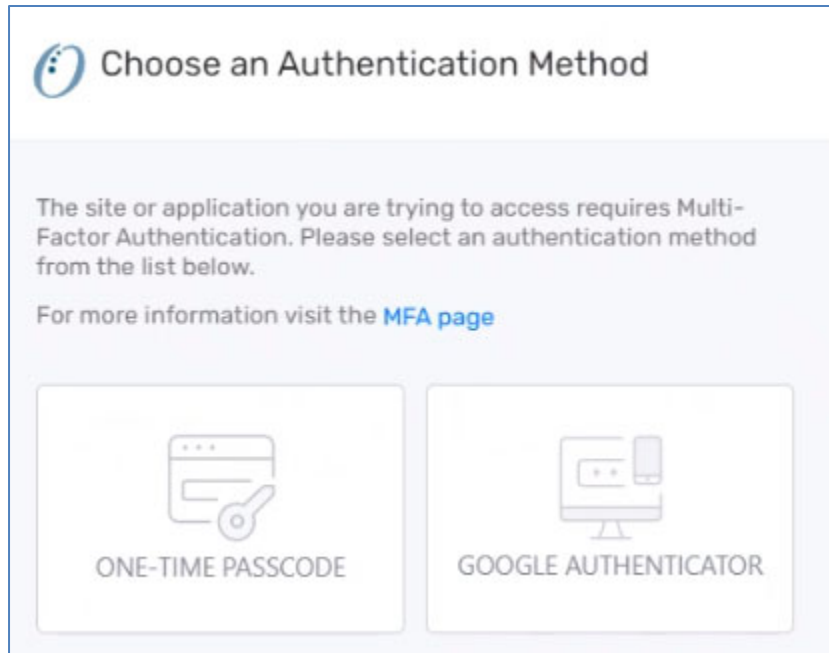 Choose an Authentication Method
The site or application you are trying to access requires Multi-
Factor Authentication. Please select an authentication method
from the list below.
For more information visit the MFA page
ONE-TIME PASSCODE
GOOGLE AUTHENTICATOR